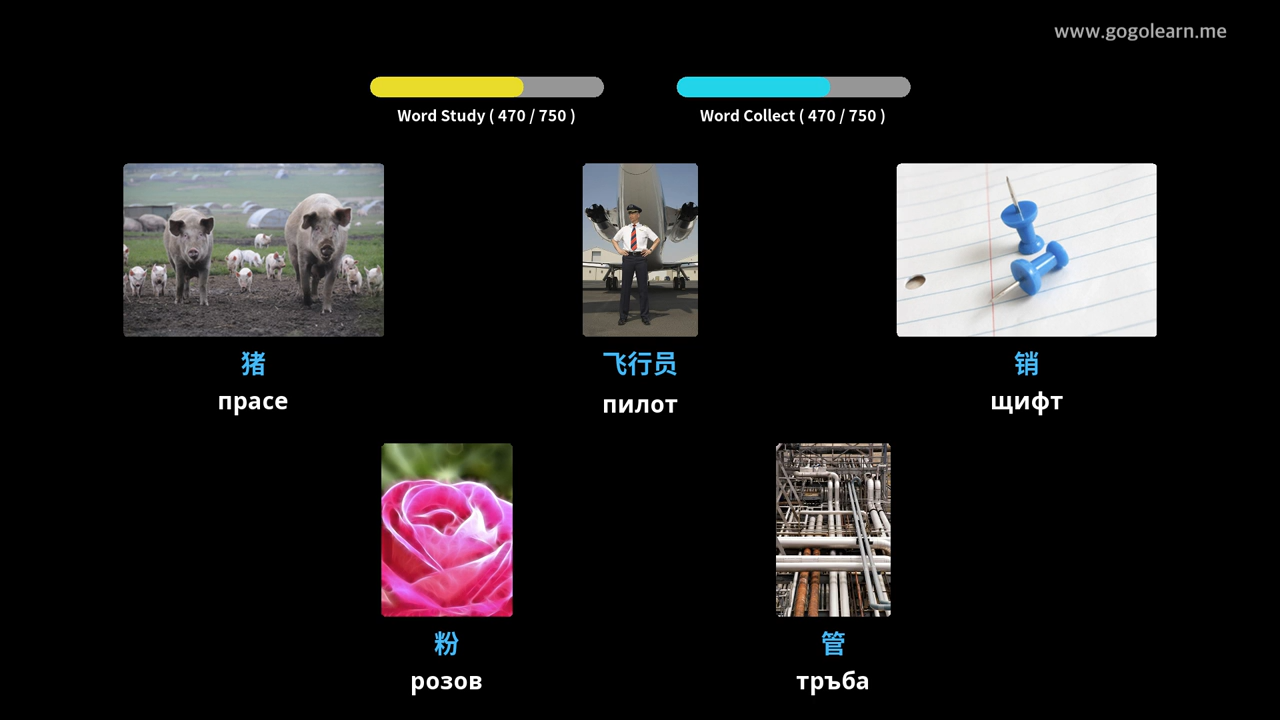 www.gogolearn.me
Word Study ( 470 / 750 )
Word Collect ( 470 / 750 )
猪
прасе
飞行员
пилот
销
щифт
粉
розов
管
тръба